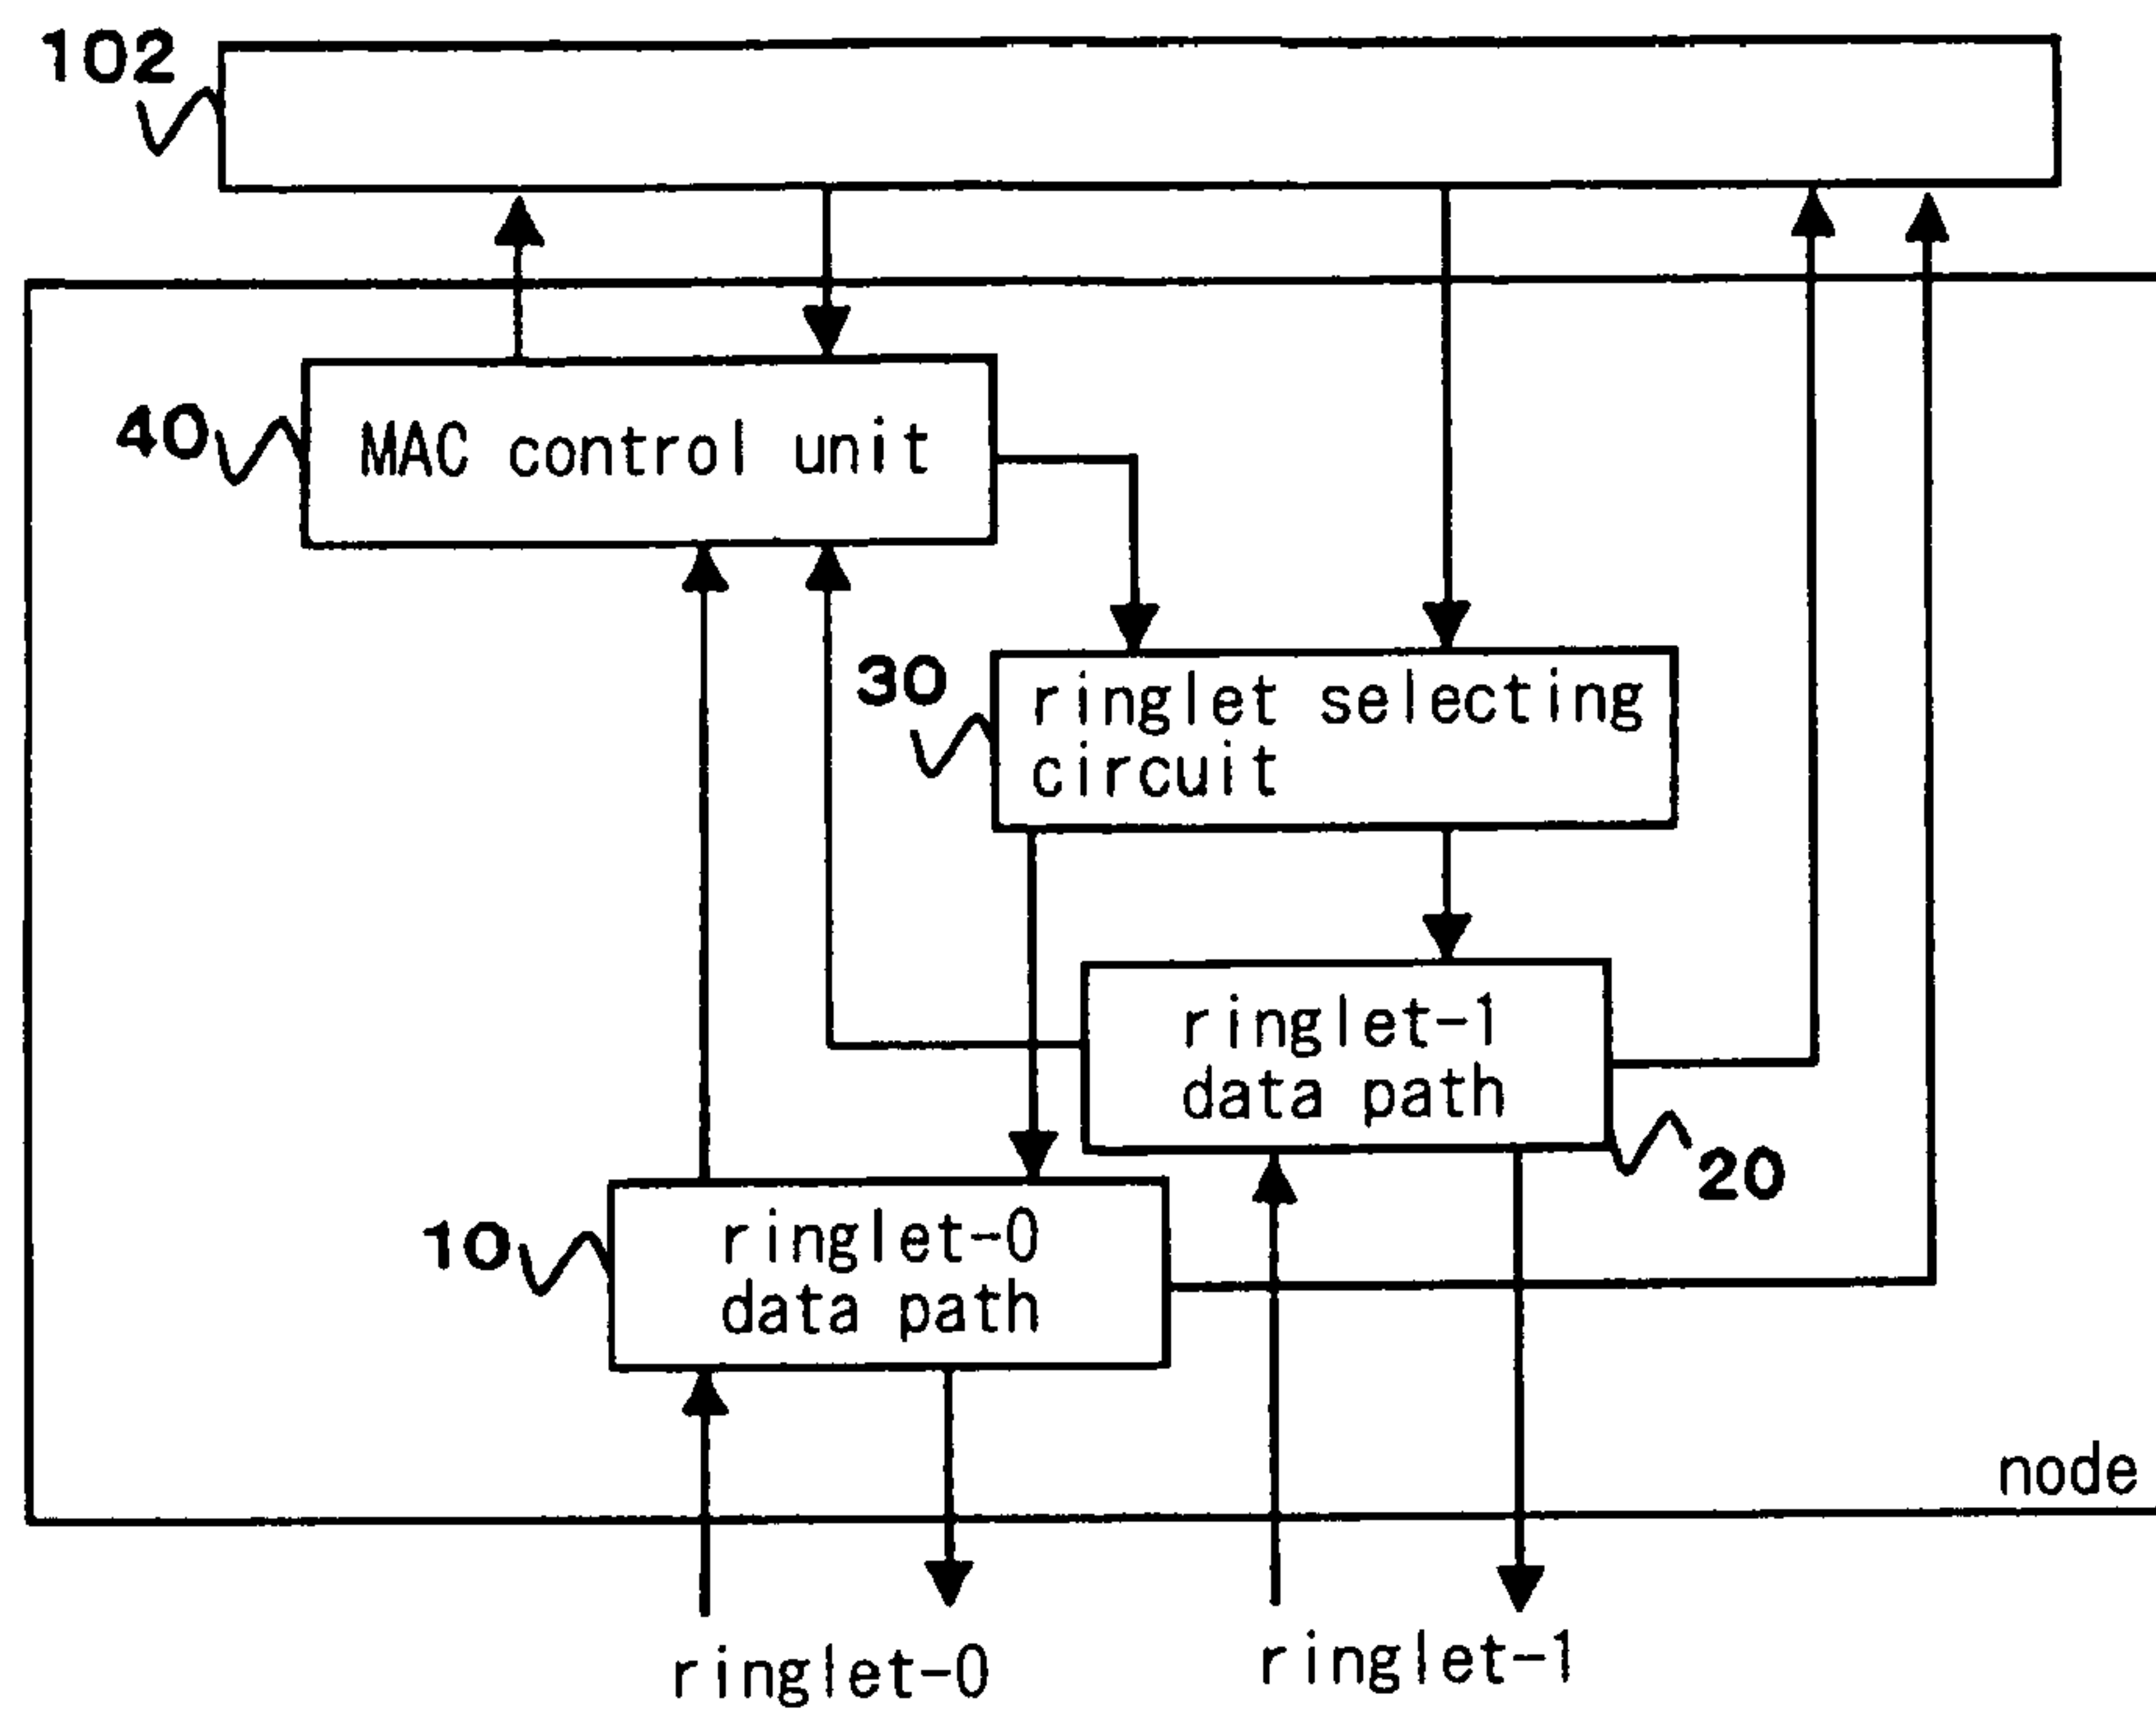 102
40
MAC control unit
30
ringlet selecting
circuit
ringlet-1
data path
20
10
ringlet-0
data path
node
ringlet-0
ringlet-1